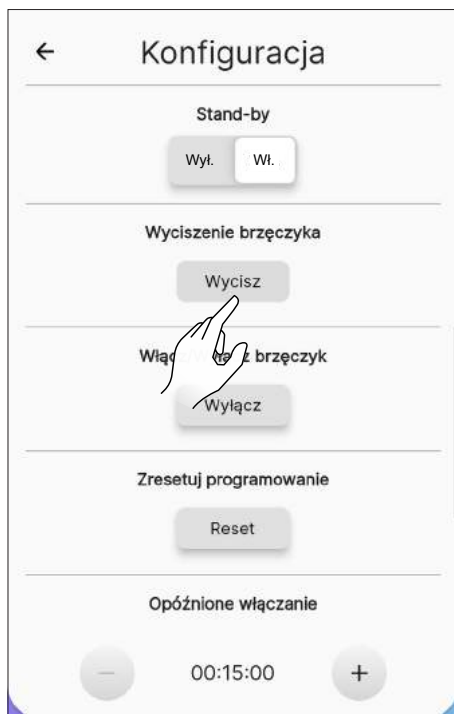 Konfiguracja
Stand-by
Wył. Wł.
Wyciszenie brzęczyka
Wycisz
brzęczyk
Wyłącz
Zresetuj programowanie
Reset
Opóźnione włączanie
− 00:15:00 +